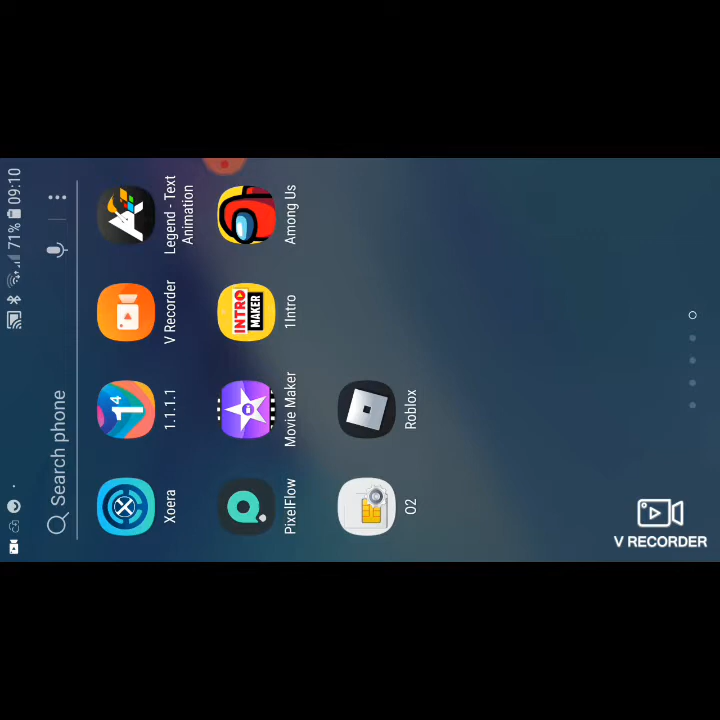 71% 09:10
Search phone
Xoera
1.1.1.1
V Recorder
Legend - Text
Animation
PixelFlow
Movie Maker
1Intro
Among Us
O2
Roblox
1⁴
INTRO
MAKER
V RECORDER